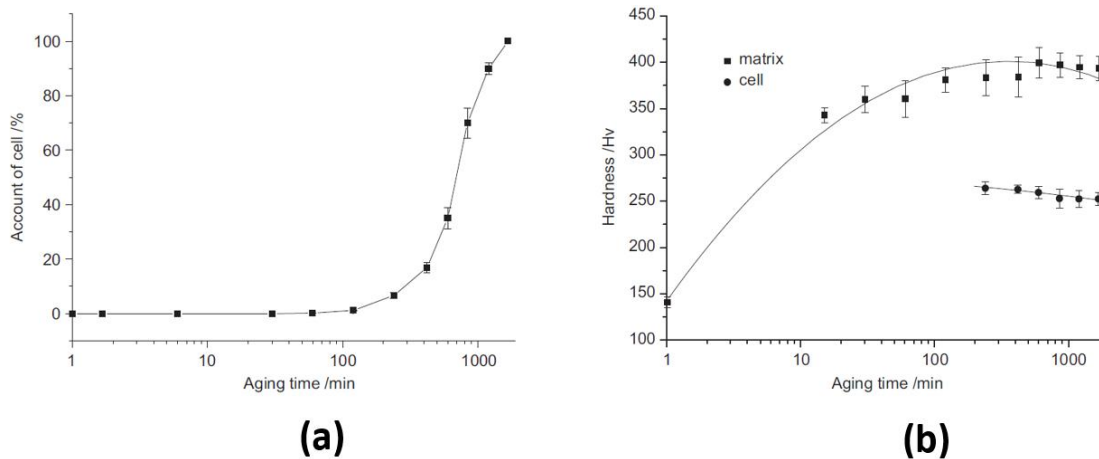 100
80
60
40
20
0
Account of cell /%
1
10
100
1000
Aging time /min
(a)
450
400
350
300
250
200
150
100
Hardness /Hv
matrix
cell
1
10
100
1000
Aging time /min
(b)